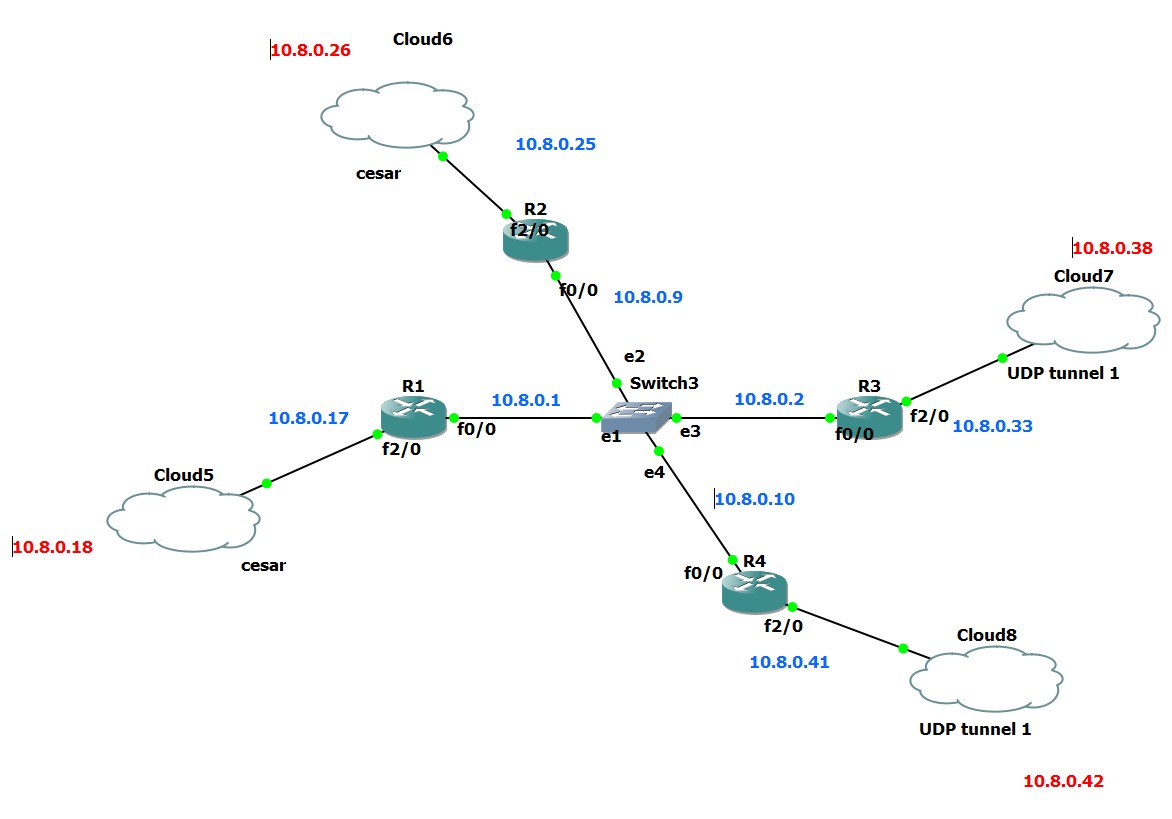 Cloud6
10.8.0.26
10.8.0.25
cesar
R2
f2/0
10.8.0.38
Cloud7
f0/0
10.8.0.9
e2
UDP tunnel 1
Switch3
R1
R3
10.8.0.1
10.8.0.2
10.8.0.17
f2/0
10.8.0.33
f0/0
e1
e3
f0/0
f2/0
e4
Cloud5
10.8.0.10
10.8.0.18
cesar
R4
f0/0
f2/0
Cloud8
10.8.0.41
UDP tunnel 1
10.8.0.42